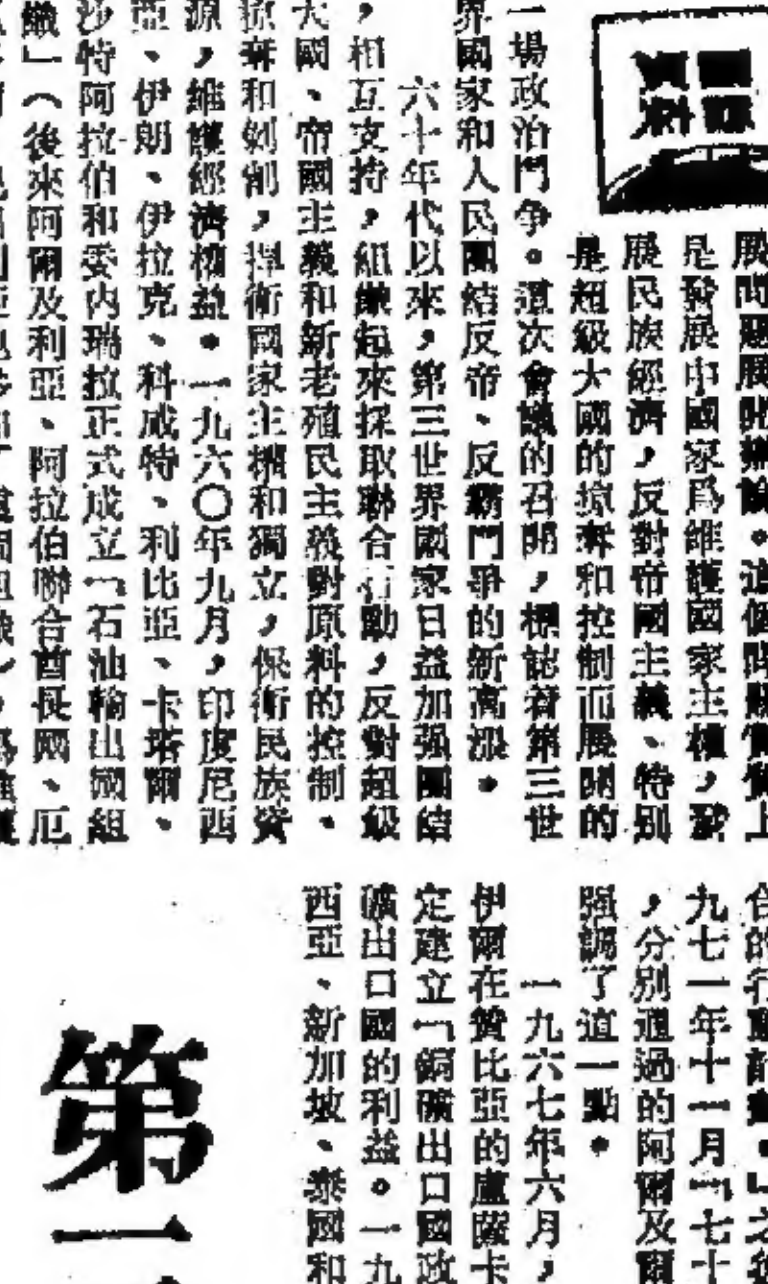 展問題展開辯論。這個問題實質上
是發展中國家爲維護國家主權，發
展民族經濟，反對帝國主義、特别
是超級大國的掠奪和控制而展開的
一場政治鬥争。這次會議的召開，標誌着第三世
界國家和人民團結反帝、反霸鬥爭的新高漲。
六十年代以來，第三世界國家日益加强團結
，相互支持，組織起來採取聯合行動，反對超級
大國、帝國主義和新老殖民主義對原料的控制、
掠奪和剝削，捍衛國家主權和獨立，保衛民族資
源，維護經濟權益。一九六〇年九月，印度尼西
亞、伊朗、伊拉克、科威特、利比亞、卡塔爾、
沙特阿拉伯和委内瑞拉正式成立「石油輸出國組
織」（後來阿爾及利亞、阿拉伯聯合酋長國、厄
九七一年十一月「七十
，分别通過的阿爾及爾
强調了這一點。
一九六七年六月，
伊爾在贊比亞的盧薩卡
定建立「銅礦出口國政
礦出口國的利益。一九
西亞、新加坡、泰國和
第